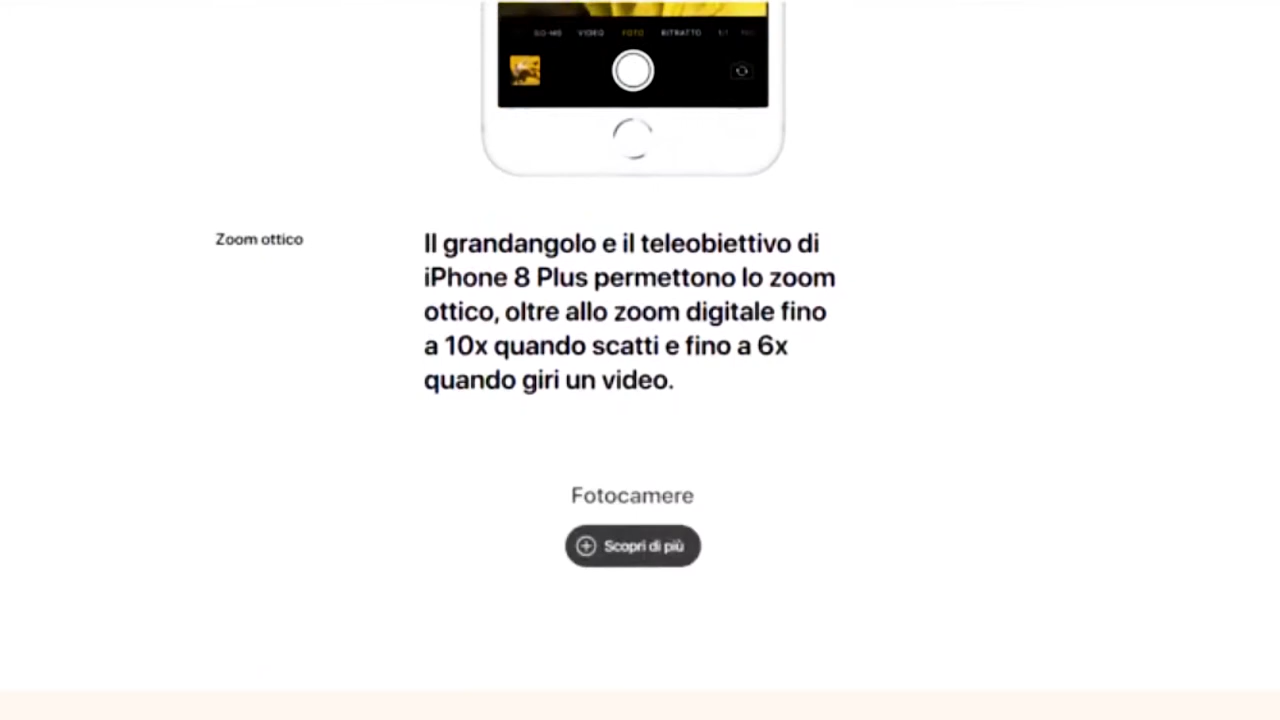 VIDEO FOTO RITRATTO
Zoom ottico
Il grandangolo e il teleobiettivo di
iPhone 8 Plus permettono lo zoom
ottico, oltre allo zoom digitale fino
a 10x quando scatti e fino a 6x
quando giri un video.
Fotocamere
Scopri di più